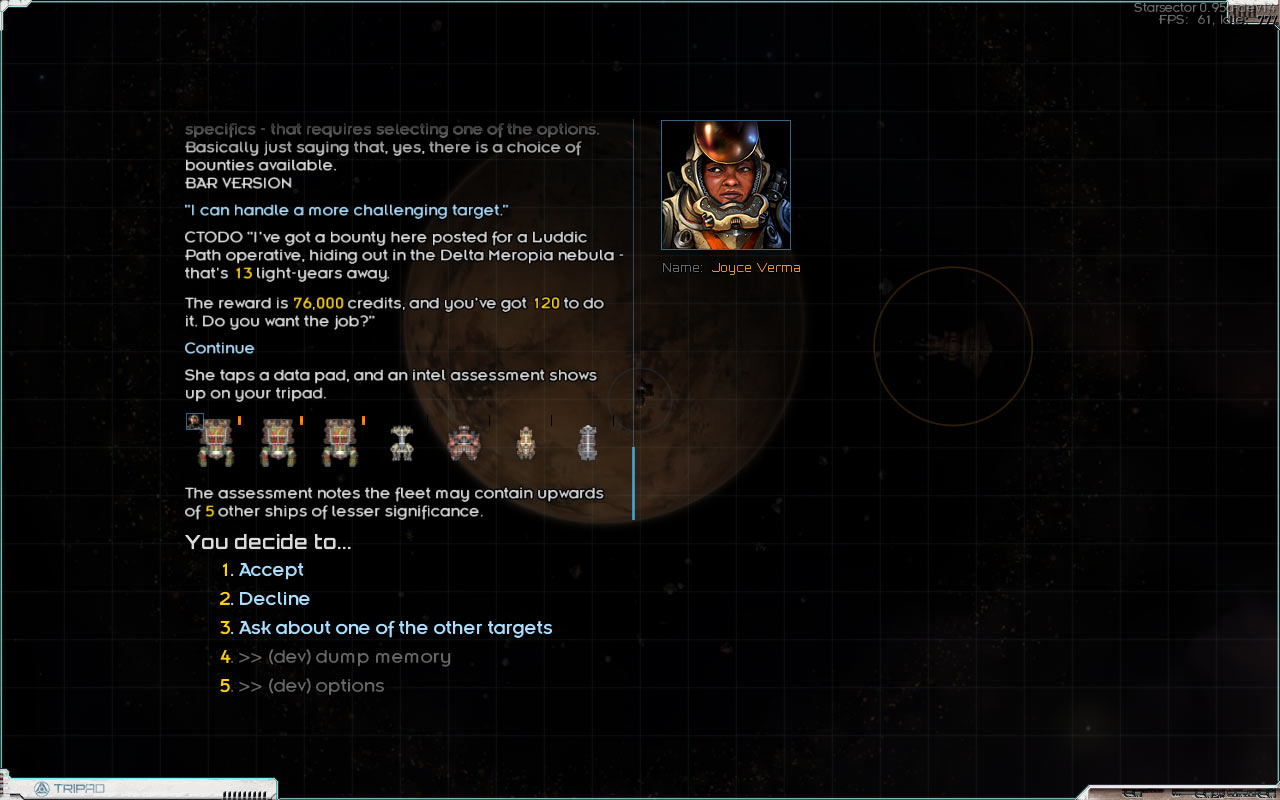 Starsector 0.95
FPS: 61, Idle:
specifics - that requires selecting one of the options.
Basically just saying that, yes, there is a choice of
bounties available.
BAR VERSION
"I can handle a more challenging target."
CTODO "I've got a bounty here posted for a Luddic
Path operative, hiding out in the Delta Meropia nebula -
that's 13 light-years away.
The reward is 76,000 credits, and you've got 120 to do
it. Do you want the job?"
Continue
She taps a data pad, and an intel assessment shows
up on your tripad.
The assessment notes the fleet may contain upwards
of 5 other ships of lesser significance.
Name: Joyce Verma
You decide to...
1. Accept
2. Decline
3. Ask about one of the other targets
4. >> (dev) dump memory
5. >> (dev) options
TRIPAD